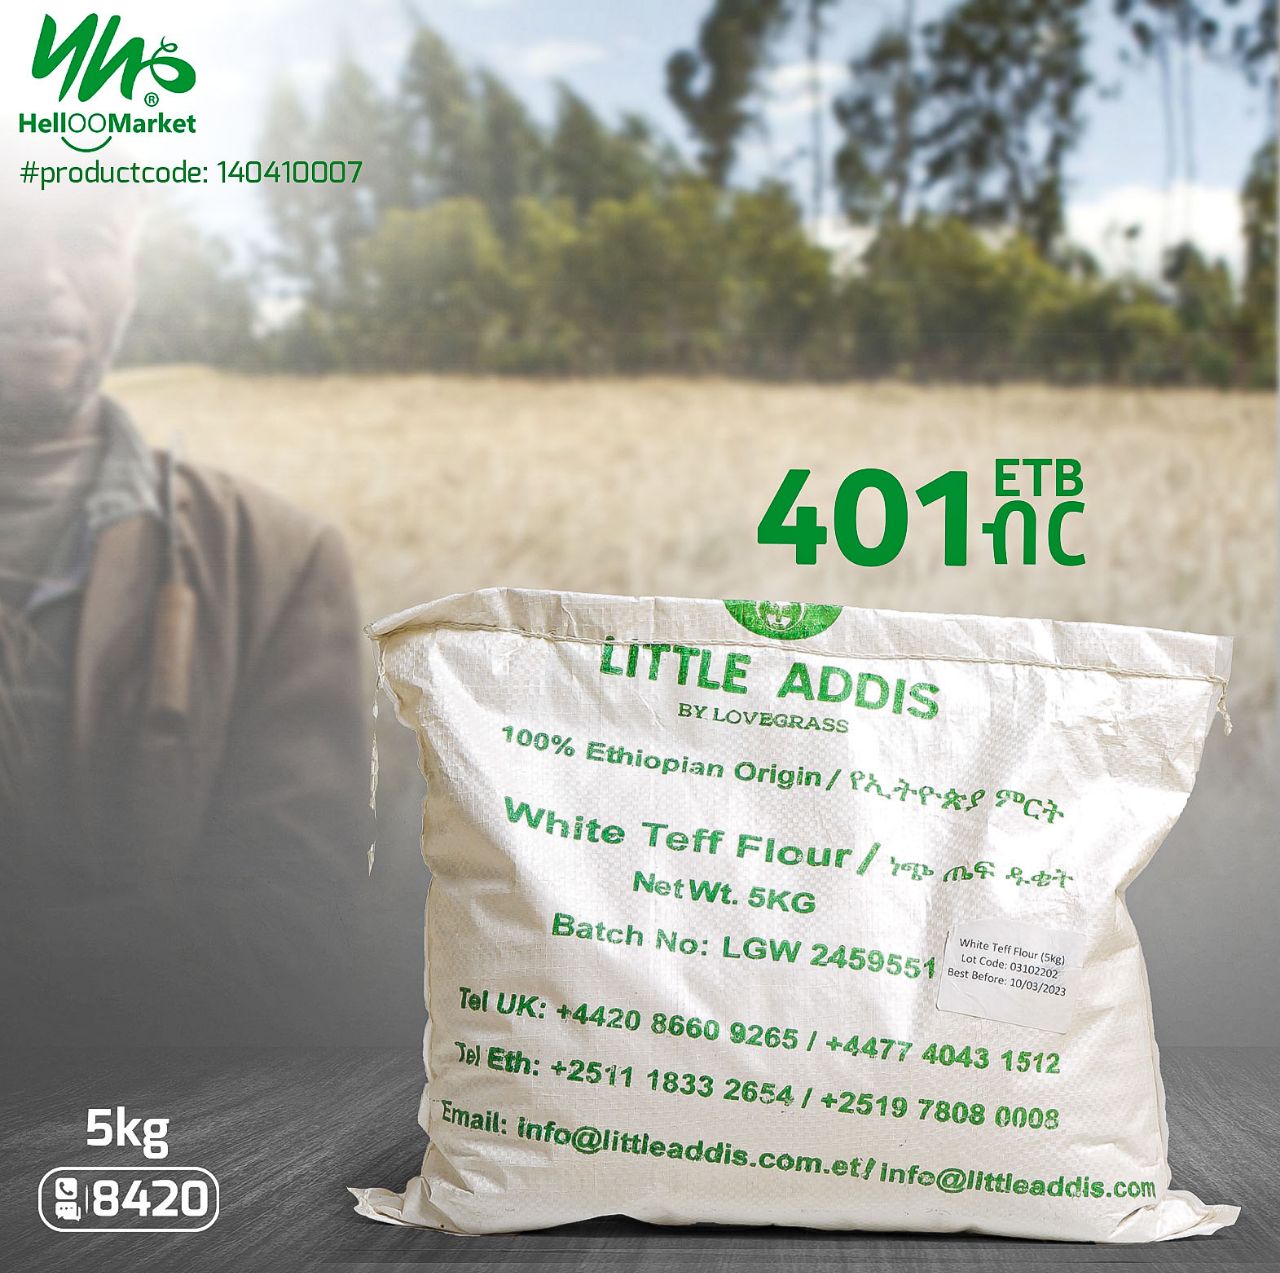 HellOOMarket
#productcode: 140410007
401 ETB
ብር
LITTLE ADDIS
BY LOVEGRASS
100% Ethiopian Origin / የኢትዮጵያ ምርት
White Teff Flour / ነጭ ጤፍ ዱቄት
Net Wt. 5KG
Batch No: LGW 2459551
White Teff Flour (5kg)
Lot Code: 03102202
Best Before: 10/03/2023
Tel UK: +4420 8660 9265 / +4477 4043 1512
Tel Eth: +2511 1833 2654 / +2519 7808 0008
Email: info@littleaddis.com.et/ info@littleaddis.com
5kg
8420